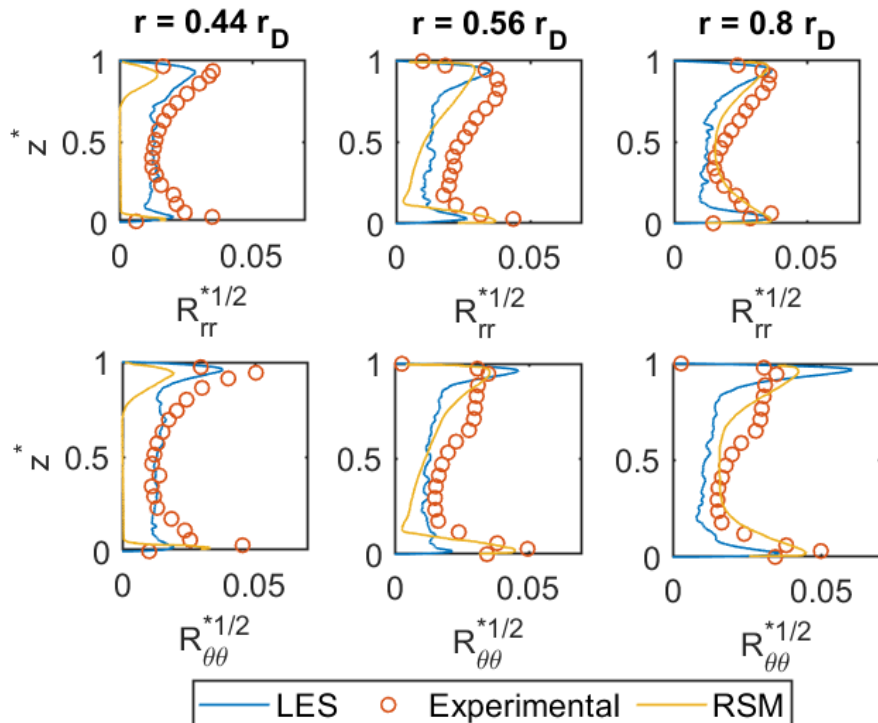 r = 0.44 r_D r = 0.56 r_D r = 0.8 r_D
1 1 1
z* 0.5 0.5 0.5
0 0 0
0 0.05 0 0.05 0 0.05
R_rr^*1/2 R_rr^*1/2 R_rr^*1/2
1 1 1
z* 0.5 0.5 0.5
0 0 0
0 0.05 0 0.05 0 0.05
R_θθ^*1/2 R_θθ^*1/2 R_θθ^*1/2
LES Experimental RSM